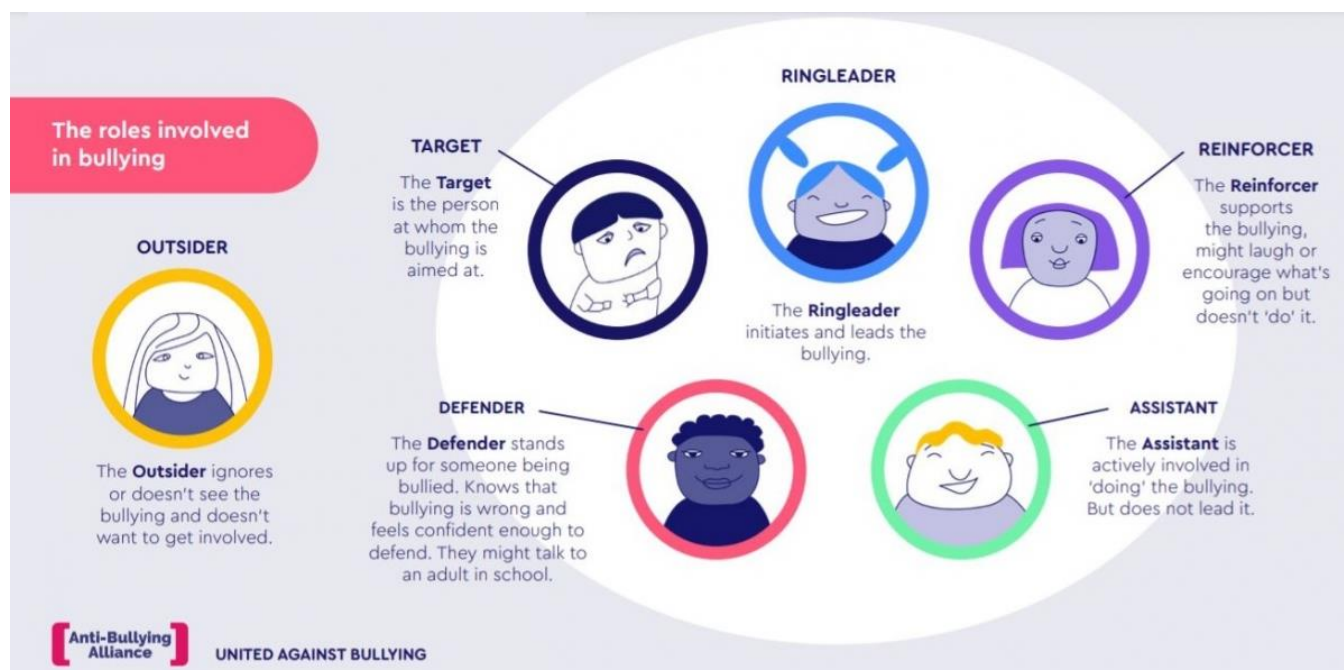 The roles involved
in bullying
OUTSIDER
The Outsider ignores
or doesn't see the
bullying and doesn't
want to get involved.
TARGET
The Target
is the person
at whom the
bullying is
aimed at.
RINGLEADER
The Ringleader
initiates and leads the
bullying.
REINFORCER
The Reinforcer
supports
the bullying,
might laugh or
encourage what's
going on but
doesn't 'do' it.
DEFENDER
The Defender stands
up for someone being
bullied. Knows that
bullying is wrong and
feels confident enough to
defend. They might talk to
an adult in school.
ASSISTANT
The Assistant is
actively involved in
'doing' the bullying.
But does not lead it.
Anti-Bullying
Alliance
UNITED AGAINST BULLYING